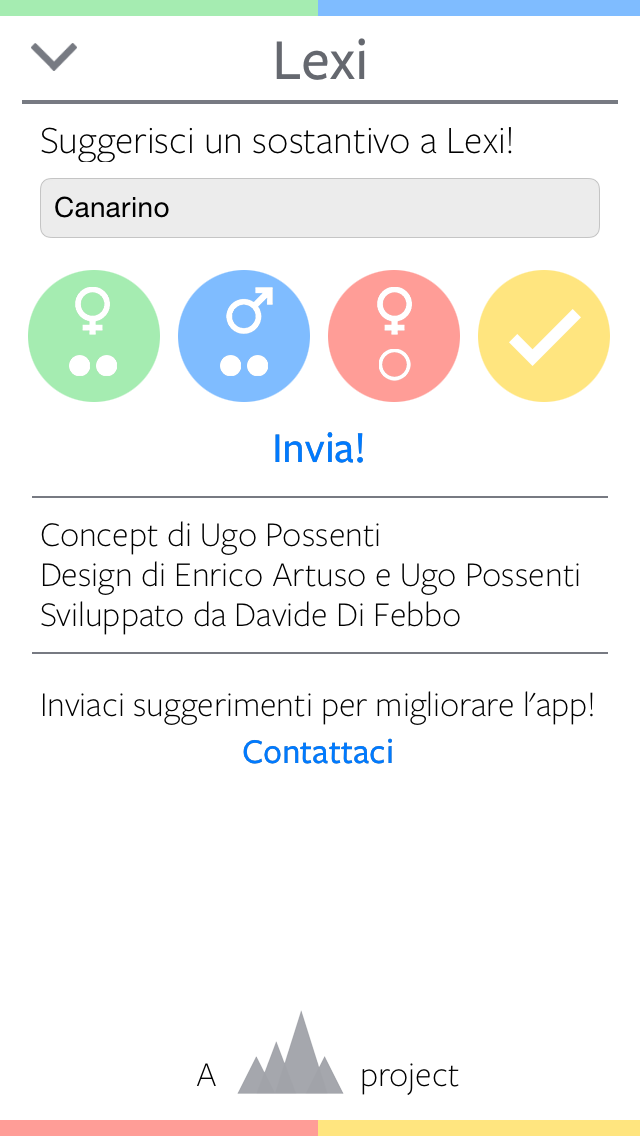 Lexi
Suggerisci un sostantivo a Lexi!
Canarino
Invia!
Concept di Ugo Possenti
Design di Enrico Artuso e Ugo Possenti
Sviluppato da Davide Di Febbo
Inviaci suggerimenti per migliorare l'app!
Contattaci
A project